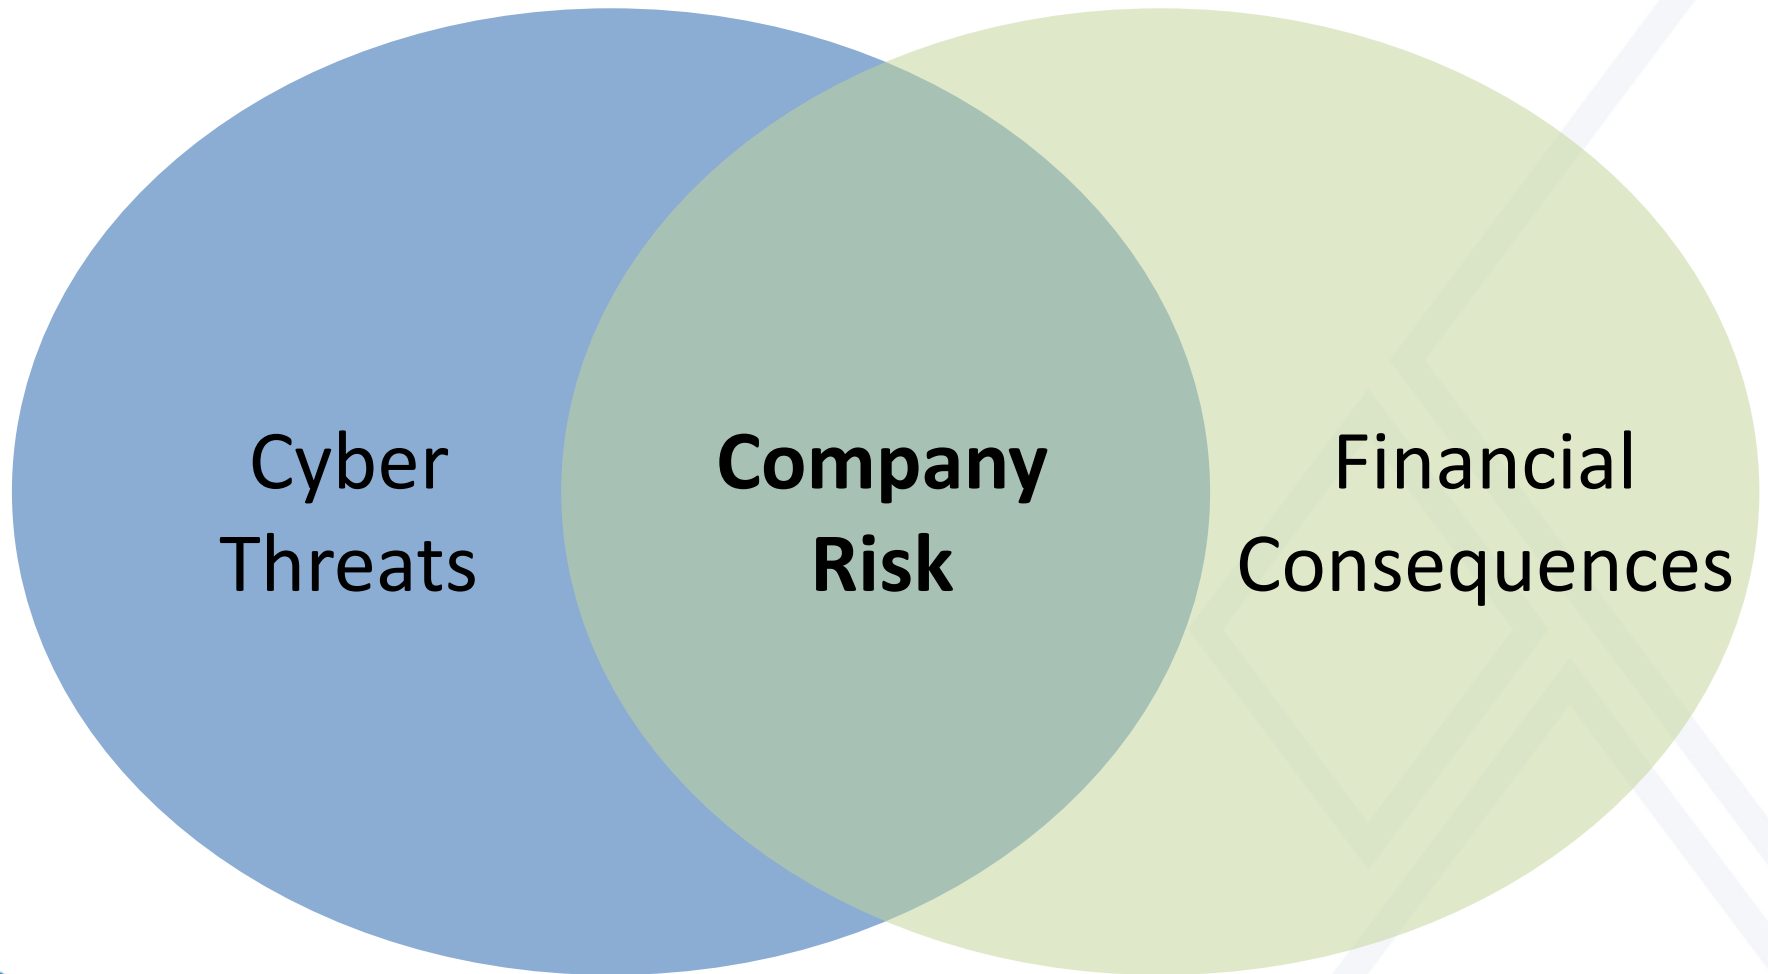 Cyber
Threats
Company
Risk
Financial
Consequences